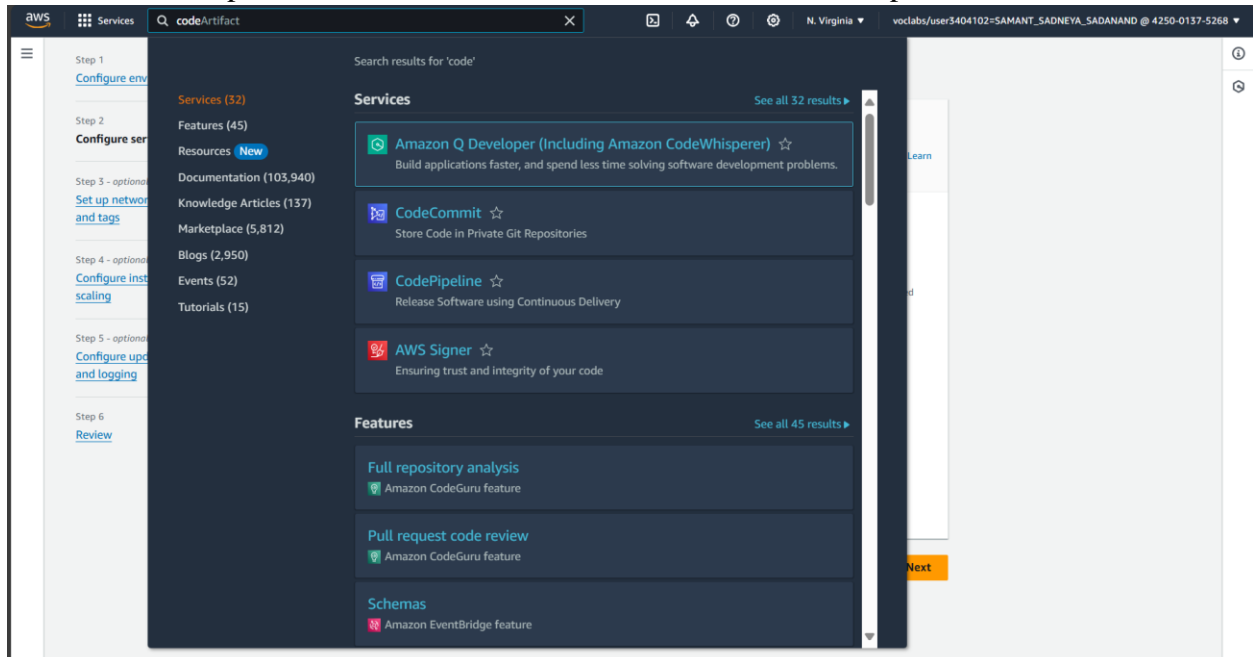 aws
Services
codeArtifact
N. Virginia ▼
voclabs/user3404102=SAMANT_SADNEYA_SADANAND @ 4250-0137-5268 ▼
Step 1
Configure env
Step 2
Configure ser
Step 3 - optional
Set up networ
and tags
Step 4 - optional
Configure inst
scaling
Step 5 - optional
Configure upd
and logging
Step 6
Review
Search results for 'code'
Services (32)
Features (45)
Resources New
Documentation (103,940)
Knowledge Articles (137)
Marketplace (5,812)
Blogs (2,950)
Events (52)
Tutorials (15)
Services
See all 32 results ▶
Amazon Q Developer (Including Amazon CodeWhisperer) ☆
Build applications faster, and spend less time solving software development problems.
CodeCommit ☆
Store Code in Private Git Repositories
CodePipeline ☆
Release Software using Continuous Delivery
AWS Signer ☆
Ensuring trust and integrity of your code
Features
See all 45 results ▶
Full repository analysis
Amazon CodeGuru feature
Pull request code review
Amazon CodeGuru feature
Schemas
Amazon EventBridge feature
Learn
Next